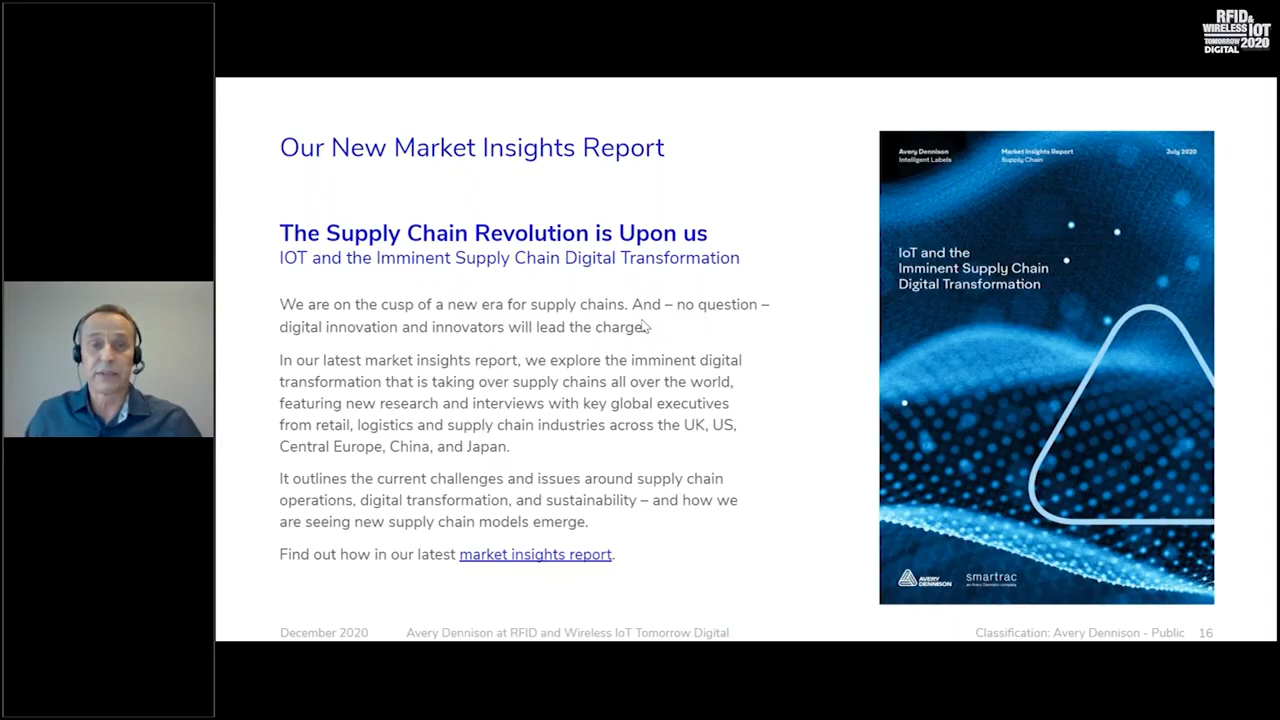 RFID&
WIRELESS IOT
TOMORROW 2020
DIGITAL
Our New Market Insights Report
The Supply Chain Revolution is Upon us
IOT and the Imminent Supply Chain Digital Transformation
We are on the cusp of a new era for supply chains. And – no question –
digital innovation and innovators will lead the charge.
In our latest market insights report, we explore the imminent digital
transformation that is taking over supply chains all over the world,
featuring new research and interviews with key global executives
from retail, logistics and supply chain industries across the UK, US,
Central Europe, China, and Japan.
It outlines the current challenges and issues around supply chain
operations, digital transformation, and sustainability – and how we
are seeing new supply chain models emerge.
Find out how in our latest market insights report.
Avery Dennison Market Insights Report July 2020
Intelligent Labels Supply Chain
IoT and the
Imminent Supply Chain
Digital Transformation
AVERY
DENNISON
smartrac
an Avery Dennison company
December 2020 Avery Dennison at RFID and Wireless IoT Tomorrow Digital Classification: Avery Dennison - Public 16